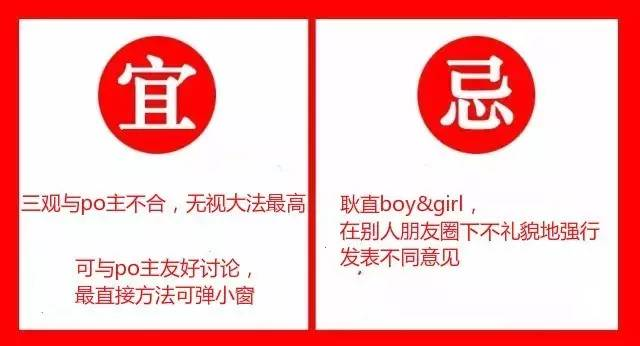 宜
三观与po主不合，无视大法最高
可与po主友好讨论，
最直接方法可弹小窗
忌
耿直boy&girl，
在别人朋友圈下不礼貌地强行
发表不同意见